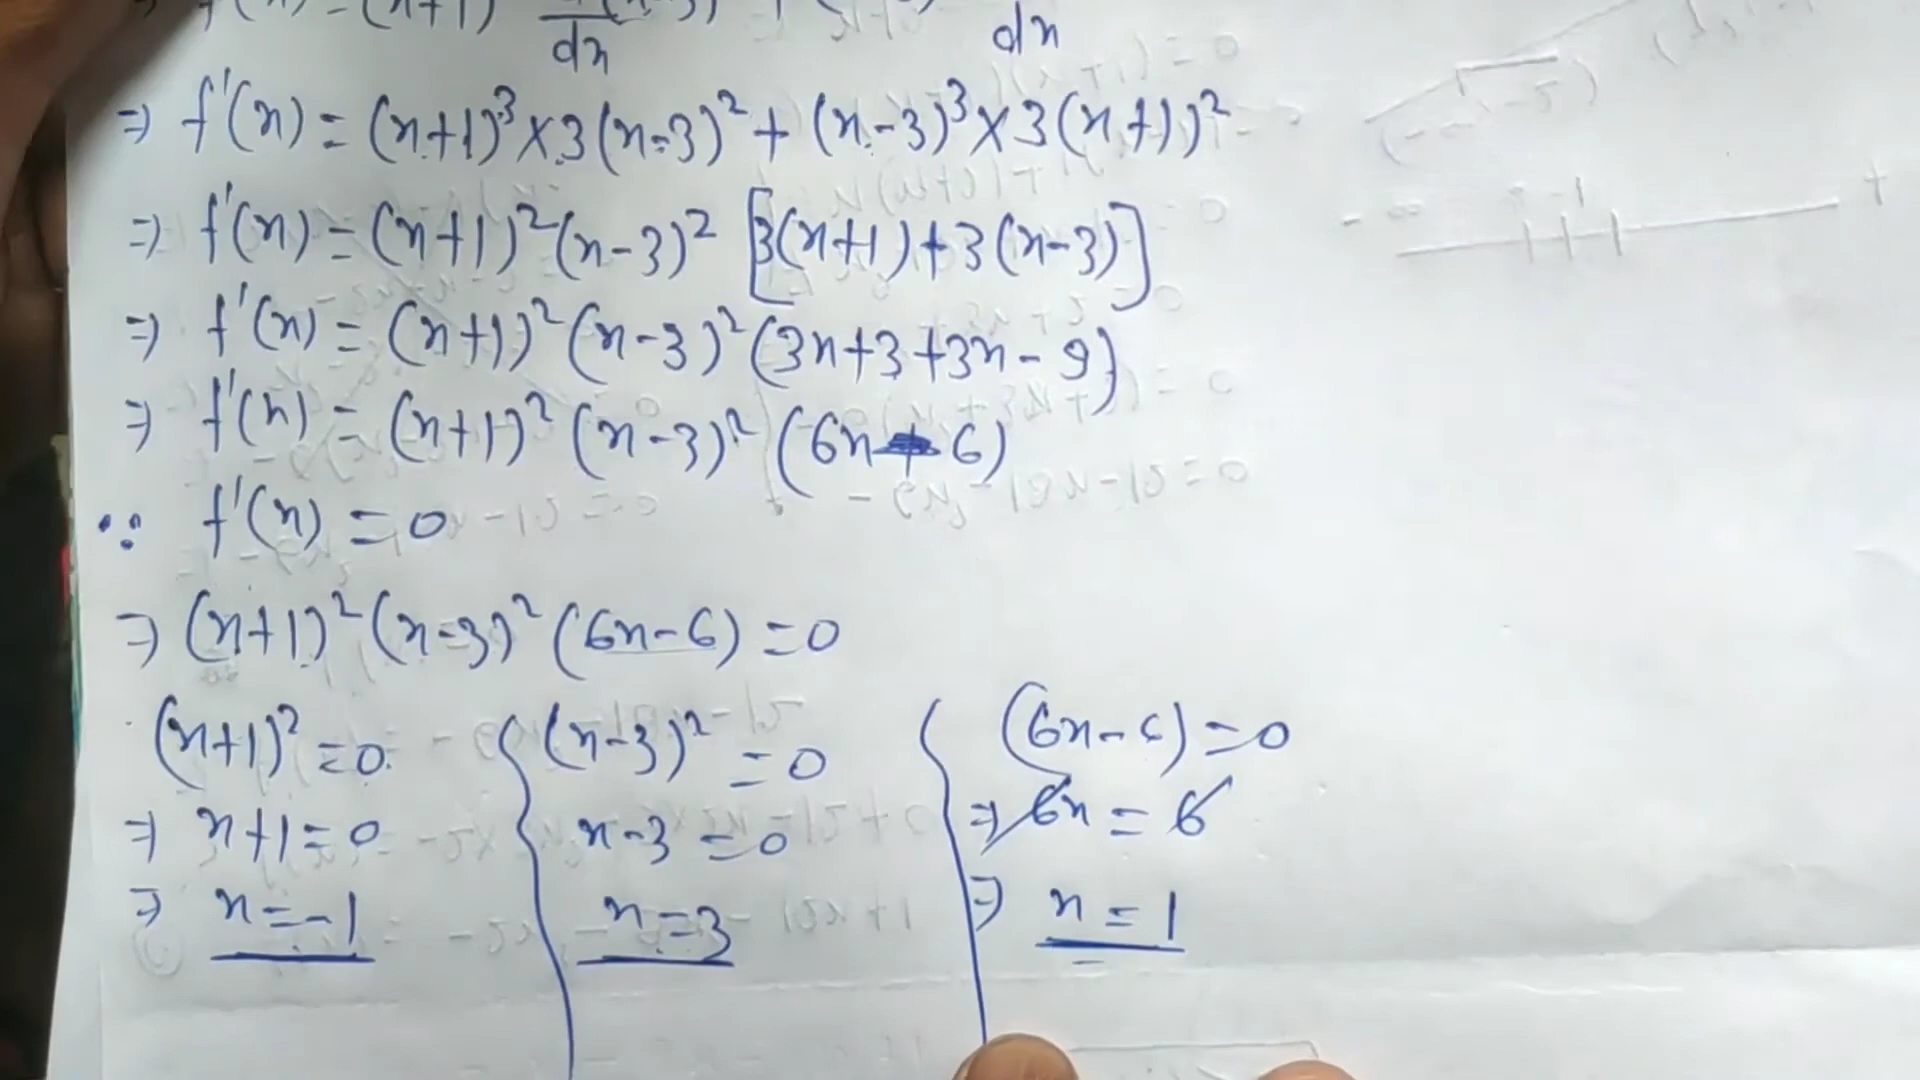 dx dx
⇒ f'(x) = (x+1)³ × 3(x-3)² + (x-3)³ × 3(x+1)²
⇒ f'(x) = (x+1)² (x-3)² [3(x+1) + 3(x-3)]
⇒ f'(x) = (x+1)² (x-3)² (3x+3+3x-9)
⇒ f'(x) = (x+1)² (x-3)² (6x - 6)
∵ f'(x) = 0
⇒ (x+1)² (x-3)² (6x-6) = 0
(x+1)² = 0 (x-3)² = 0 (6x-6) = 0
⇒ x+1 = 0 x-3 = 0 ⇒ 6x = 6
⇒ x = -1 x = 3 ⇒ x = 1